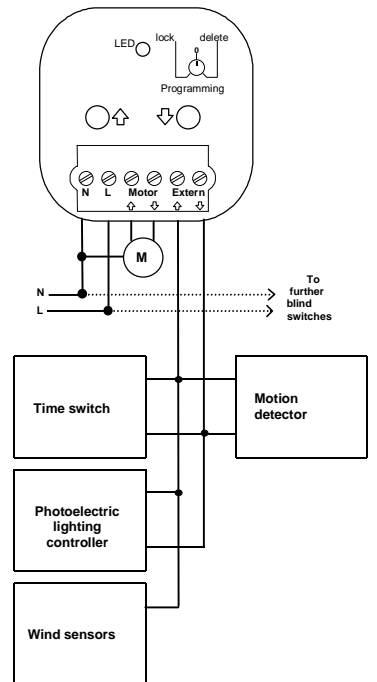 lock
delete
LED
0
Programming
N L Motor Extern
M
N
L
To
further
blind
switches
Time switch
Motion
detector
Photoelectric
lighting
controller
Wind sensors